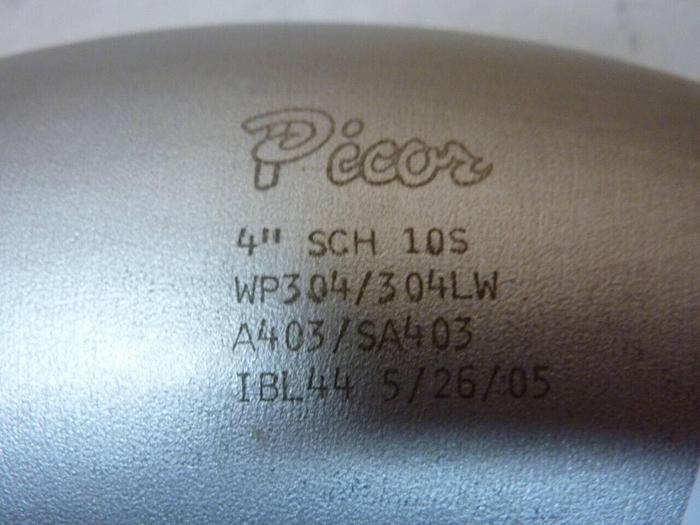 Picor
4" SCH 10S
WP304/304LW
A403/SA403
IBL44 5/26/05